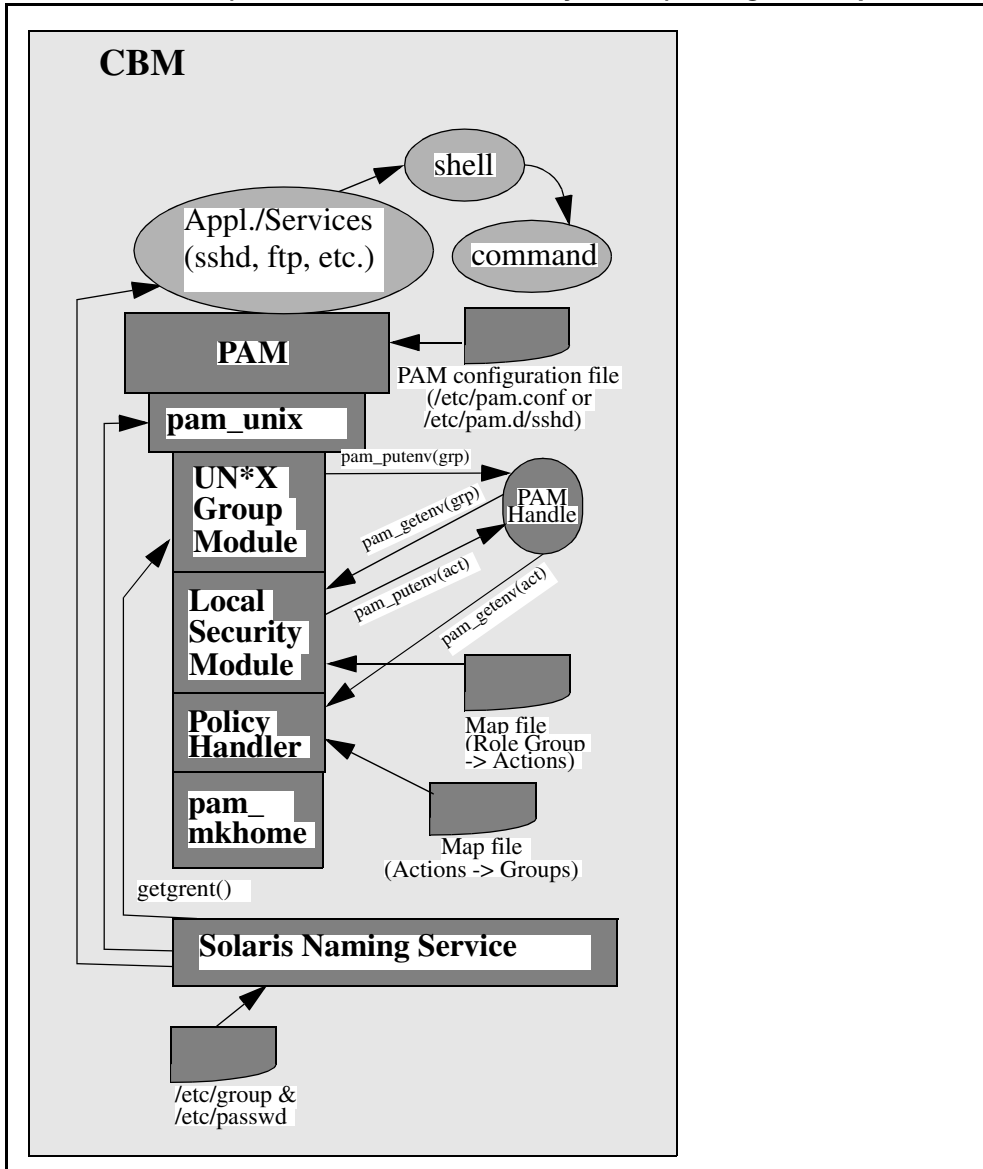 CBM
shell
Appl./Services
(sshd, ftp, etc.)
command
PAM
PAM configuration file
(/etc/pam.conf or
/etc/pam.d/sshd)
pam_unix
pam_putenv(grp)
UN*X
Group
Module
PAM
Handle
pam_getenv(grp)
pam_putenv(act)
pam_getenv(act)
Local
Security
Module
Map file
(Role Group
-> Actions)
Policy
Handler
pam_
mkhome
Map file
(Actions -> Groups)
getgrent()
Solaris Naming Service
/etc/group &
/etc/passwd